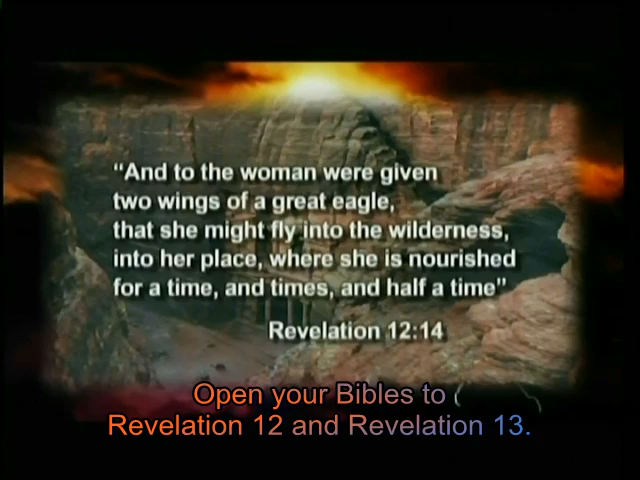 “And to the woman were given
two wings of a great eagle,
that she might fly into the wilderness,
into her place, where she is nourished
for a time, and times, and half a time”
Revelation 12:14
Open your Bibles to
Revelation 12 and Revelation 13.